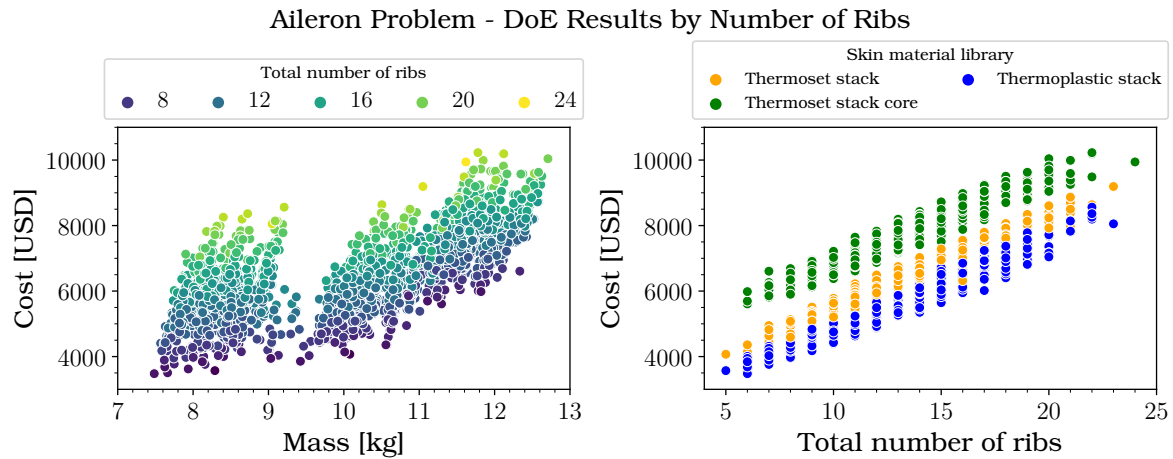 Aileron Problem - DoE Results by Number of Ribs
Total number of ribs
8 12 16 20 24
10000
8000
6000
4000
Cost [USD]
7 8 9 10 11 12 13
Mass [kg]
Skin material library
Thermoset stack Thermoplastic stack
Thermoset stack core
10000
8000
6000
4000
Cost [USD]
5 10 15 20 25
Total number of ribs